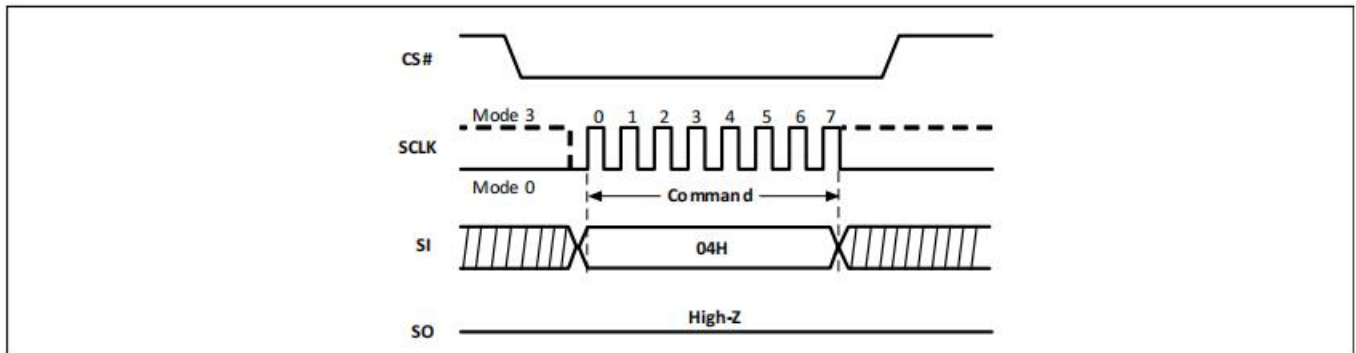 CS#
Mode 3 0 1 2 3 4 5 6 7
SCLK
Mode 0
Command
SI 04H
High-Z
SO